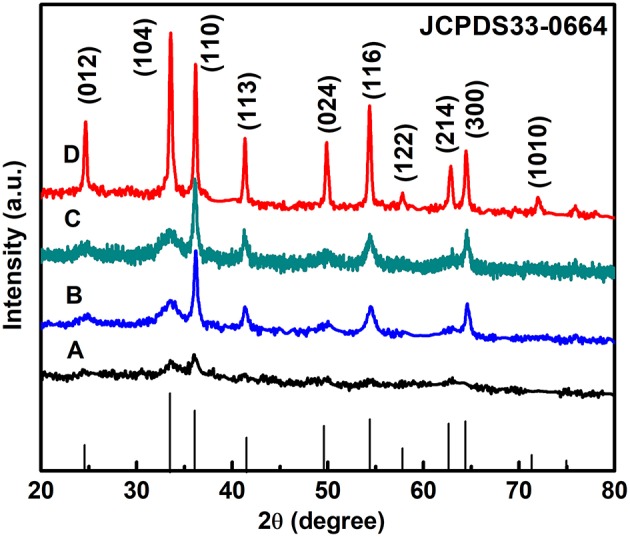 JCPDS33-0664
(012)
(104)
(110)
(113)
(024)
(116)
(122)
(214)
(300)
(1010)
D
C
B
A
Intensity (a.u.)
20 30 40 50 60 70 80
2θ (degree)